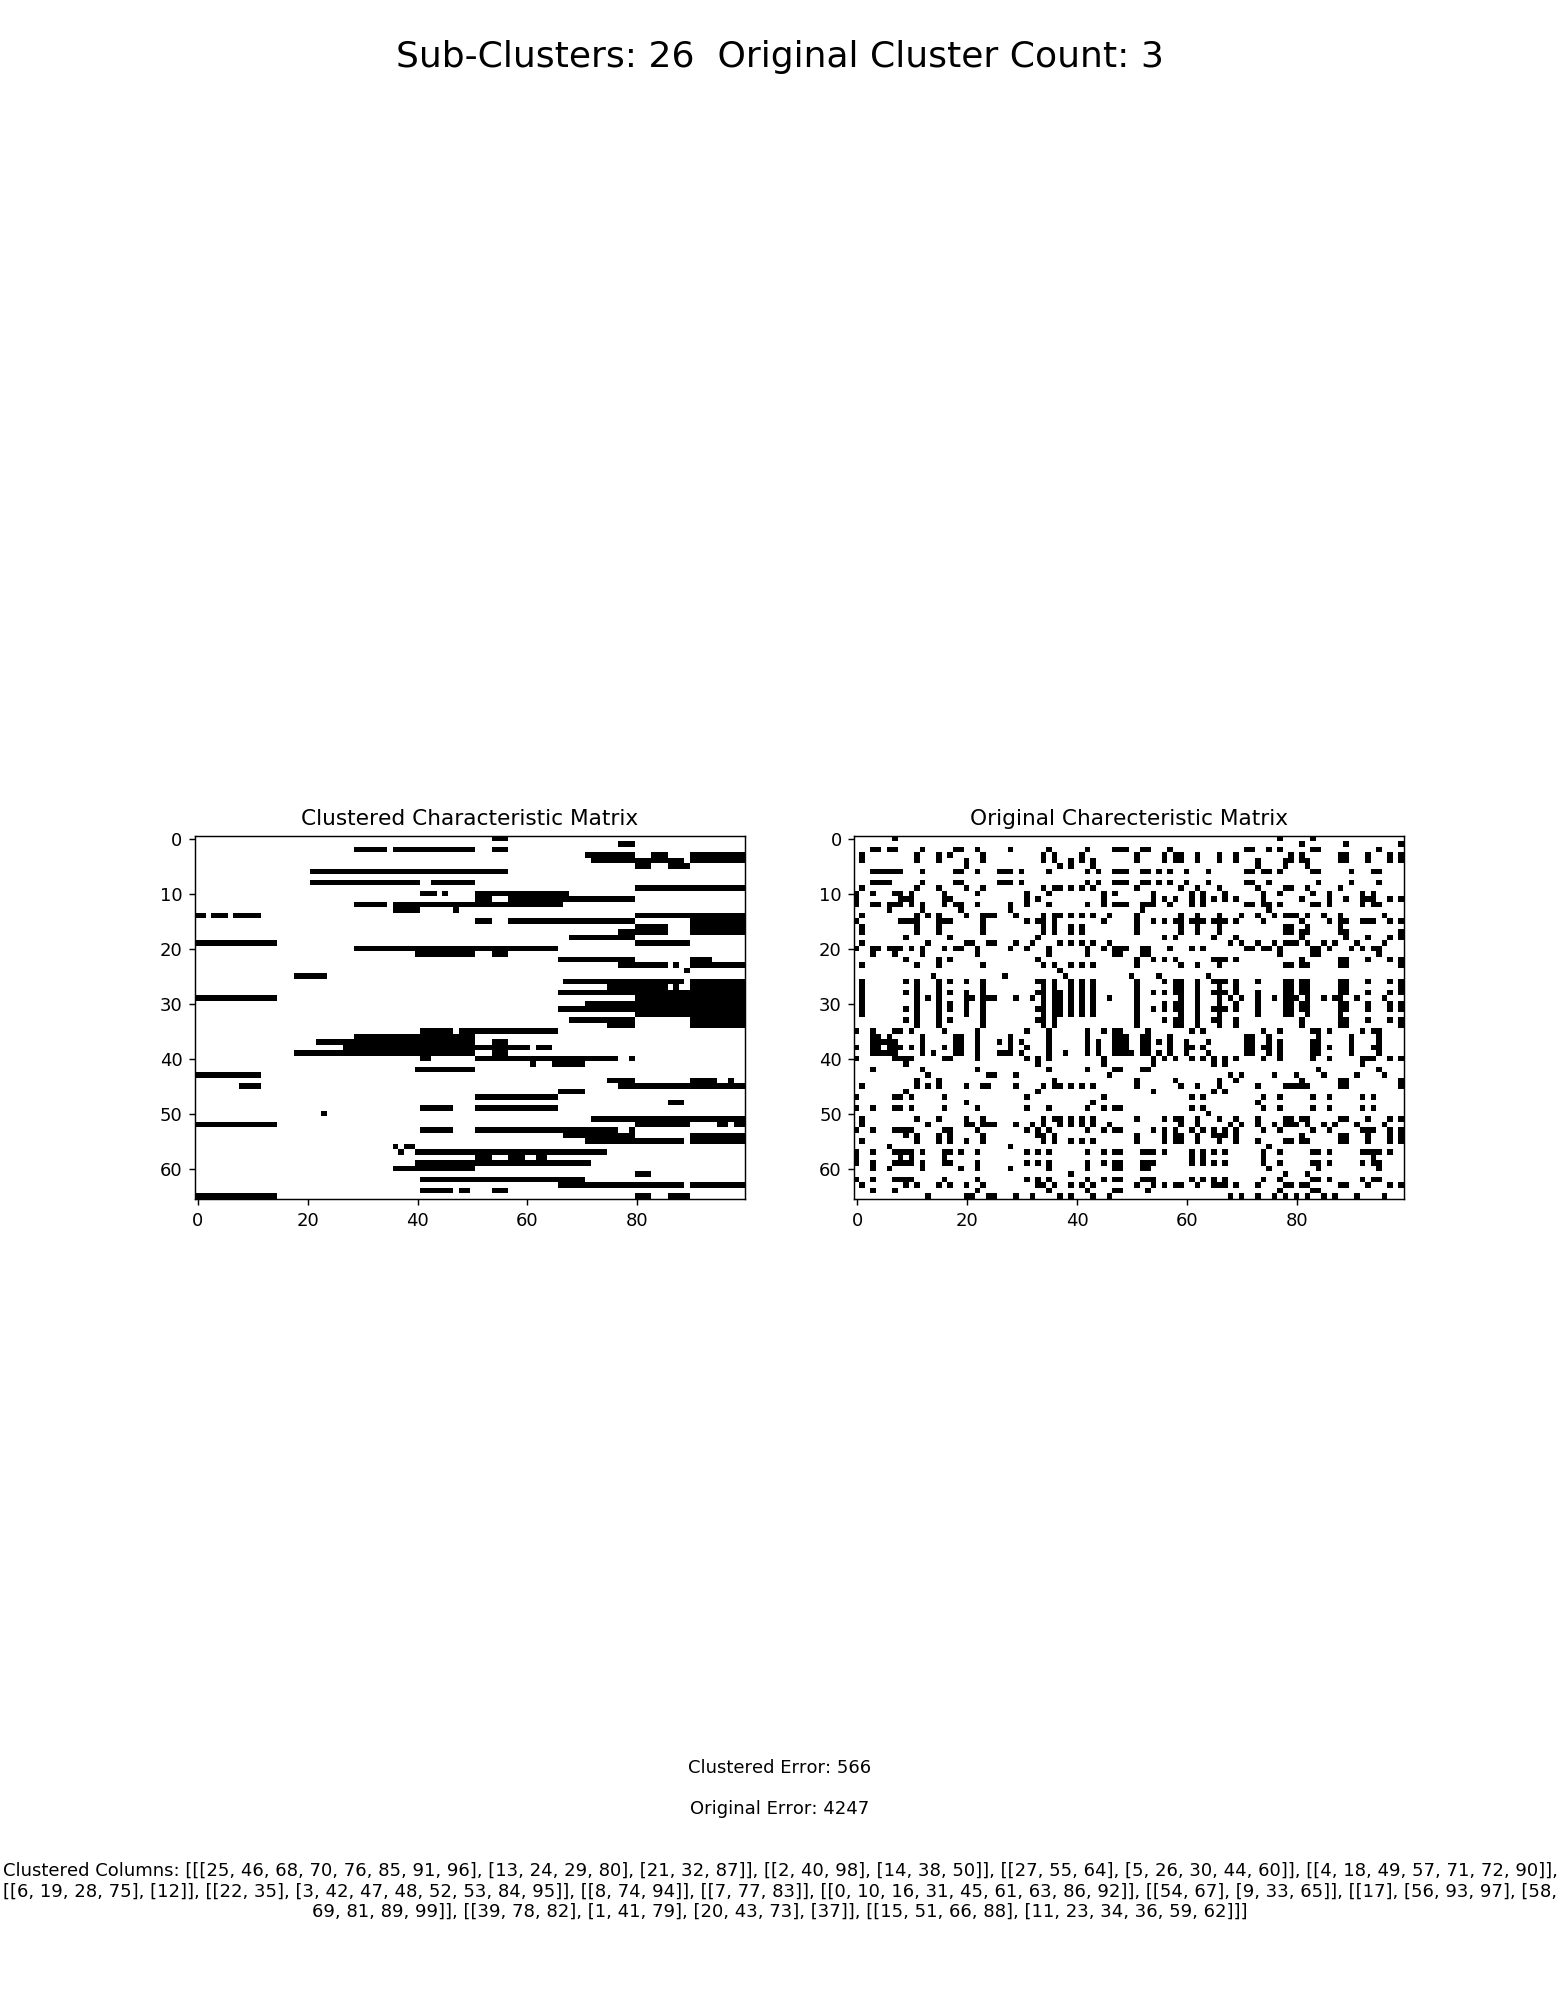 Sub-Clusters: 26  Original Cluster Count: 3
Clustered Characteristic Matrix
0
10
20
30
40
50
60
0 20 40 60 80
Original Charecteristic Matrix
0
10
20
30
40
50
60
0 20 40 60 80
Clustered Error: 566
Original Error: 4247
Clustered Columns: [[[25, 46, 68, 70, 76, 85, 91, 96], [13, 24, 29, 80], [21, 32, 87]], [[2, 40, 98], [14, 38, 50]], [[27, 55, 64], [5, 26, 30, 44, 60]], [[4, 18, 49, 57, 71, 72, 90]],
[[6, 19, 28, 75], [12]], [[22, 35], [3, 42, 47, 48, 52, 53, 84, 95]], [[8, 74, 94]], [[7, 77, 83]], [[0, 10, 16, 31, 45, 61, 63, 86, 92]], [[54, 67], [9, 33, 65]], [[17], [56, 93, 97], [58,
69, 81, 89, 99]], [[39, 78, 82], [1, 41, 79], [20, 43, 73], [37]], [[15, 51, 66, 88], [11, 23, 34, 36, 59, 62]]]